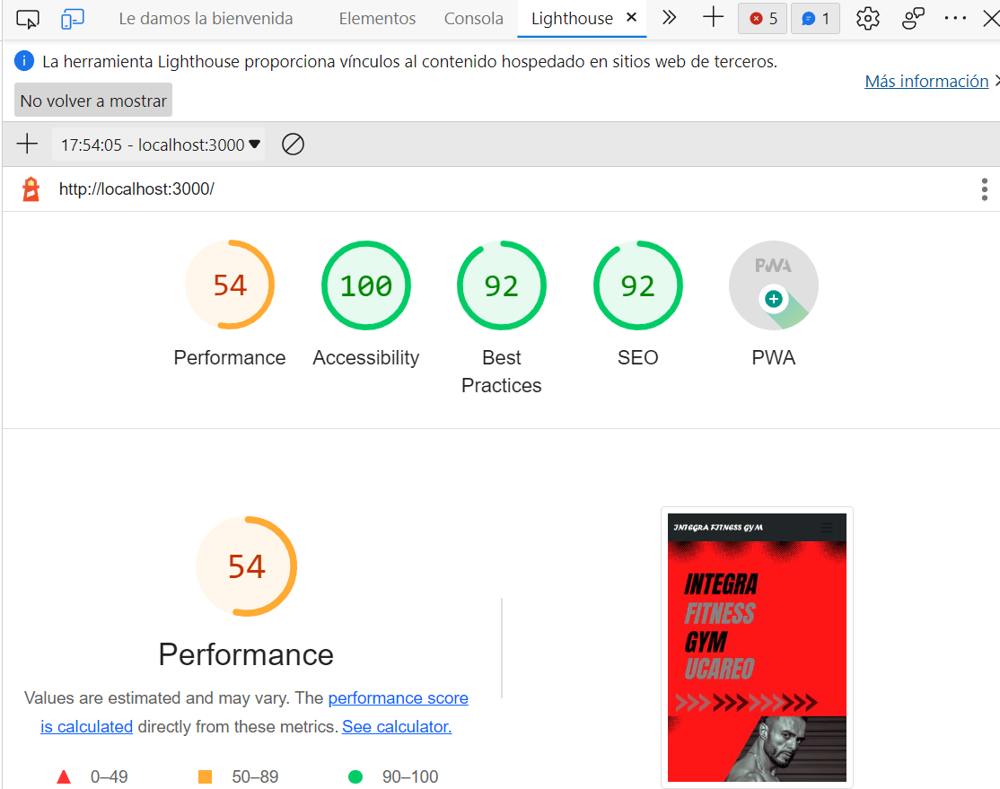 Le damos la bienvenida Elementos Consola Lighthouse 5 1
La herramienta Lighthouse proporciona vínculos al contenido hospedado en sitios web de terceros.
Más información
No volver a mostrar
17:54:05 - localhost:3000
http://localhost:3000/
54 100 92 92 PWA
Performance Accessibility Best Practices SEO PWA
54
Performance
Values are estimated and may vary. The performance score
is calculated directly from these metrics. See calculator.
0–49 50–89 90–100
INTEGRA FITNESS GYM
INTEGRA
FITNESS
GYM
UCAREO